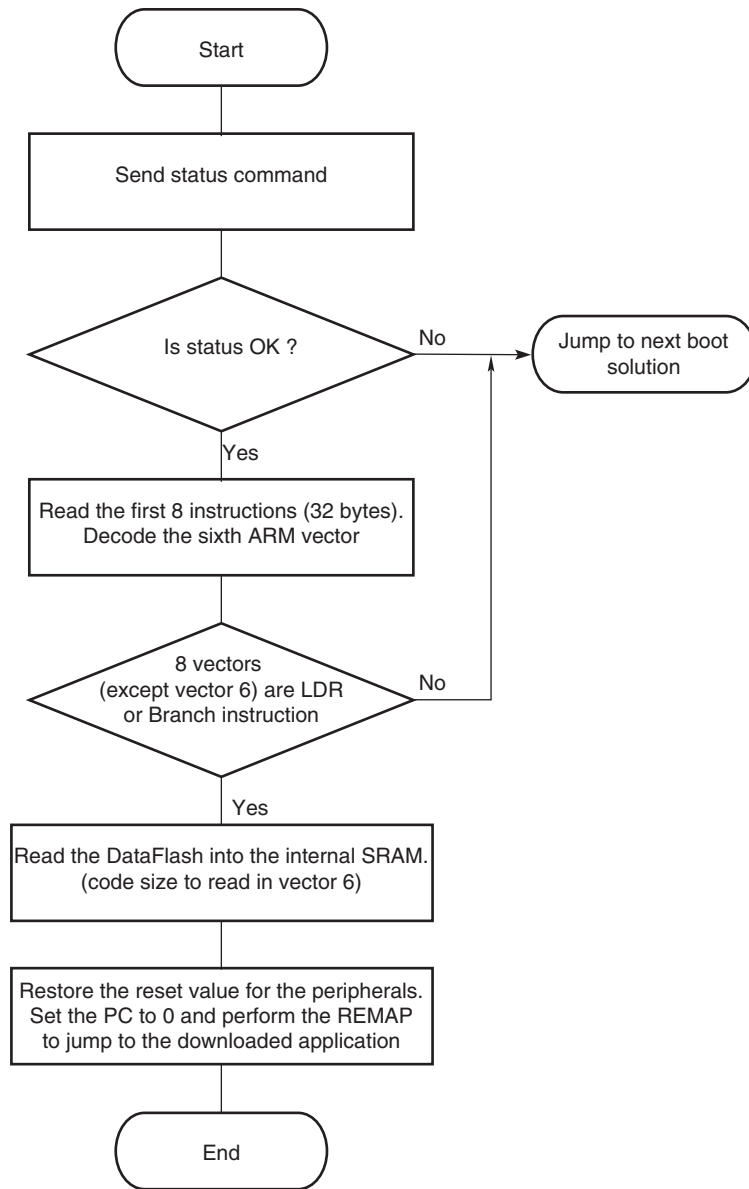 Start
Send status command
Is status OK ?
No
Jump to next boot
solution
Yes
Read the first 8 instructions (32 bytes).
Decode the sixth ARM vector
8 vectors
(except vector 6) are LDR
or Branch instruction
No
Yes
Read the DataFlash into the internal SRAM.
(code size to read in vector 6)
Restore the reset value for the peripherals.
Set the PC to 0 and perform the REMAP
to jump to the downloaded application
End